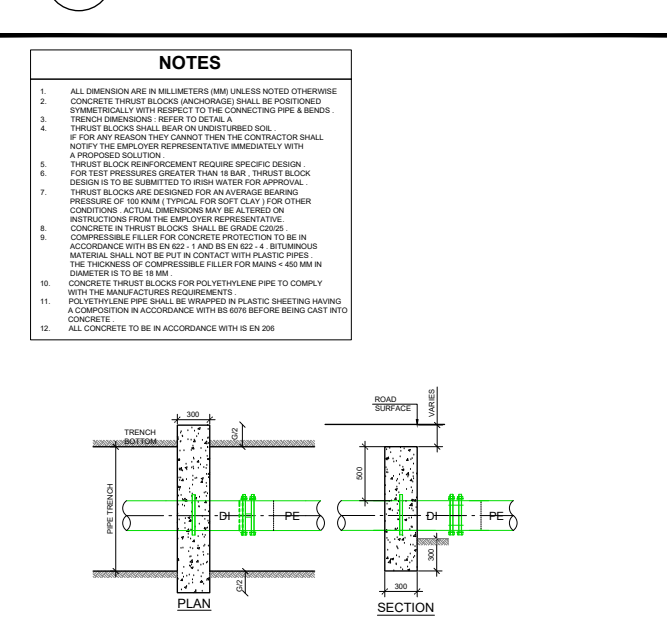 NOTES
1. ALL DIMENSION ARE IN MILLIMETERS (MM) UNLESS NOTED OTHERWISE
2. CONCRETE THRUST BLOCKS (ANCHORAGE) SHALL BE POSITIONED
SYMMETRICALLY WITH RESPECT TO THE CONNECTING PIPE & BENDS .
3. TRENCH DIMENSIONS : REFER TO DETAIL A
4. THRUST BLOCKS SHALL BEAR ON UNDISTURBED SOIL .
IF FOR ANY REASON THEY CANNOT THEN THE CONTRACTOR SHALL
NOTIFY THE EMPLOYER REPRESENTATIVE IMMEDIATELY WITH
A PROPOSED SOLUTION .
5. THRUST BLOCK REINFORCEMENT REQUIRE SPECIFIC DESIGN .
6. FOR TEST PRESSURES GREATER THAN 18 BAR , THRUST BLOCK
DESIGN IS TO BE SUBMITTED TO IRISH WATER FOR APPROVAL .
7. THRUST BLOCKS ARE DESIGNED FOR AN AVERAGE BEARING
PRESSURE OF 100 KN/M ( TYPICAL FOR SOFT CLAY ) FOR OTHER
CONDITIONS . ACTUAL DIMENSIONS MAY BE ALTERED ON
INSTRUCTIONS FROM THE EMPLOYER REPRESENTATIVE.
8. CONCRETE IN THRUST BLOCKS SHALL BE GRADE C20/25 .
9. COMPRESSIBLE FILLER FOR CONCRETE PROTECTION TO BE IN
ACCORDANCE WITH BS EN 622 - 1 AND BS EN 622 - 4 . BITUMINOUS
MATERIAL SHALL NOT BE PUT IN CONTACT WITH PLASTIC PIPES .
THE THICKNESS OF COMPRESSIBLE FILLER FOR MAINS < 450 MM IN
DIAMETER IS TO BE 18 MM .
10. CONCRETE THRUST BLOCKS FOR POLYETHYLENE PIPE TO COMPLY
WITH THE MANUFACTURES REQUIREMENTS .
11. POLYETHYLENE PIPE SHALL BE WRAPPED IN PLASTIC SHEETING HAVING
A COMPOSITION IN ACCORDANCE WITH BS 6076 BEFORE BEING CAST INTO
CONCRETE .
12. ALL CONCRETE TO BE IN ACCORDANCE WITH IS EN 206
300
TRENCH
BOTTOM
G/2
PIPE TRENCH
DI
PE
G/2
PLAN
ROAD
SURFACE
VARIES
500
DI
PE
300
300
SECTION